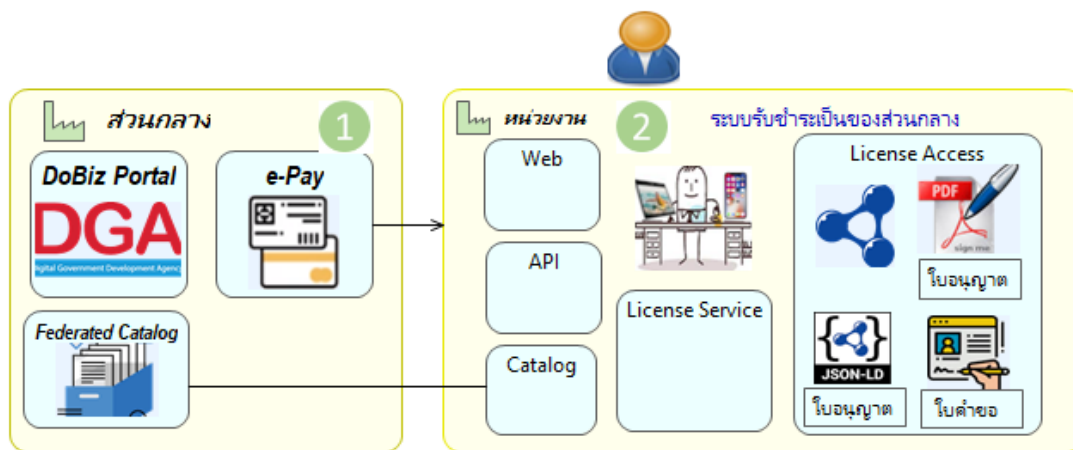 ส่วนกลาง
1
DoBiz Portal
DGA
Digital Government Development Agency
e-Pay
Federated Catalog
หน่วยงาน
2
ระบบรับชำระเป็นของส่วนกลาง
Web
API
Catalog
License Service
License Access
PDF
sign me
ใบอนุญาต
{ }
JSON-LD
ใบอนุญาต
ใบคำขอ